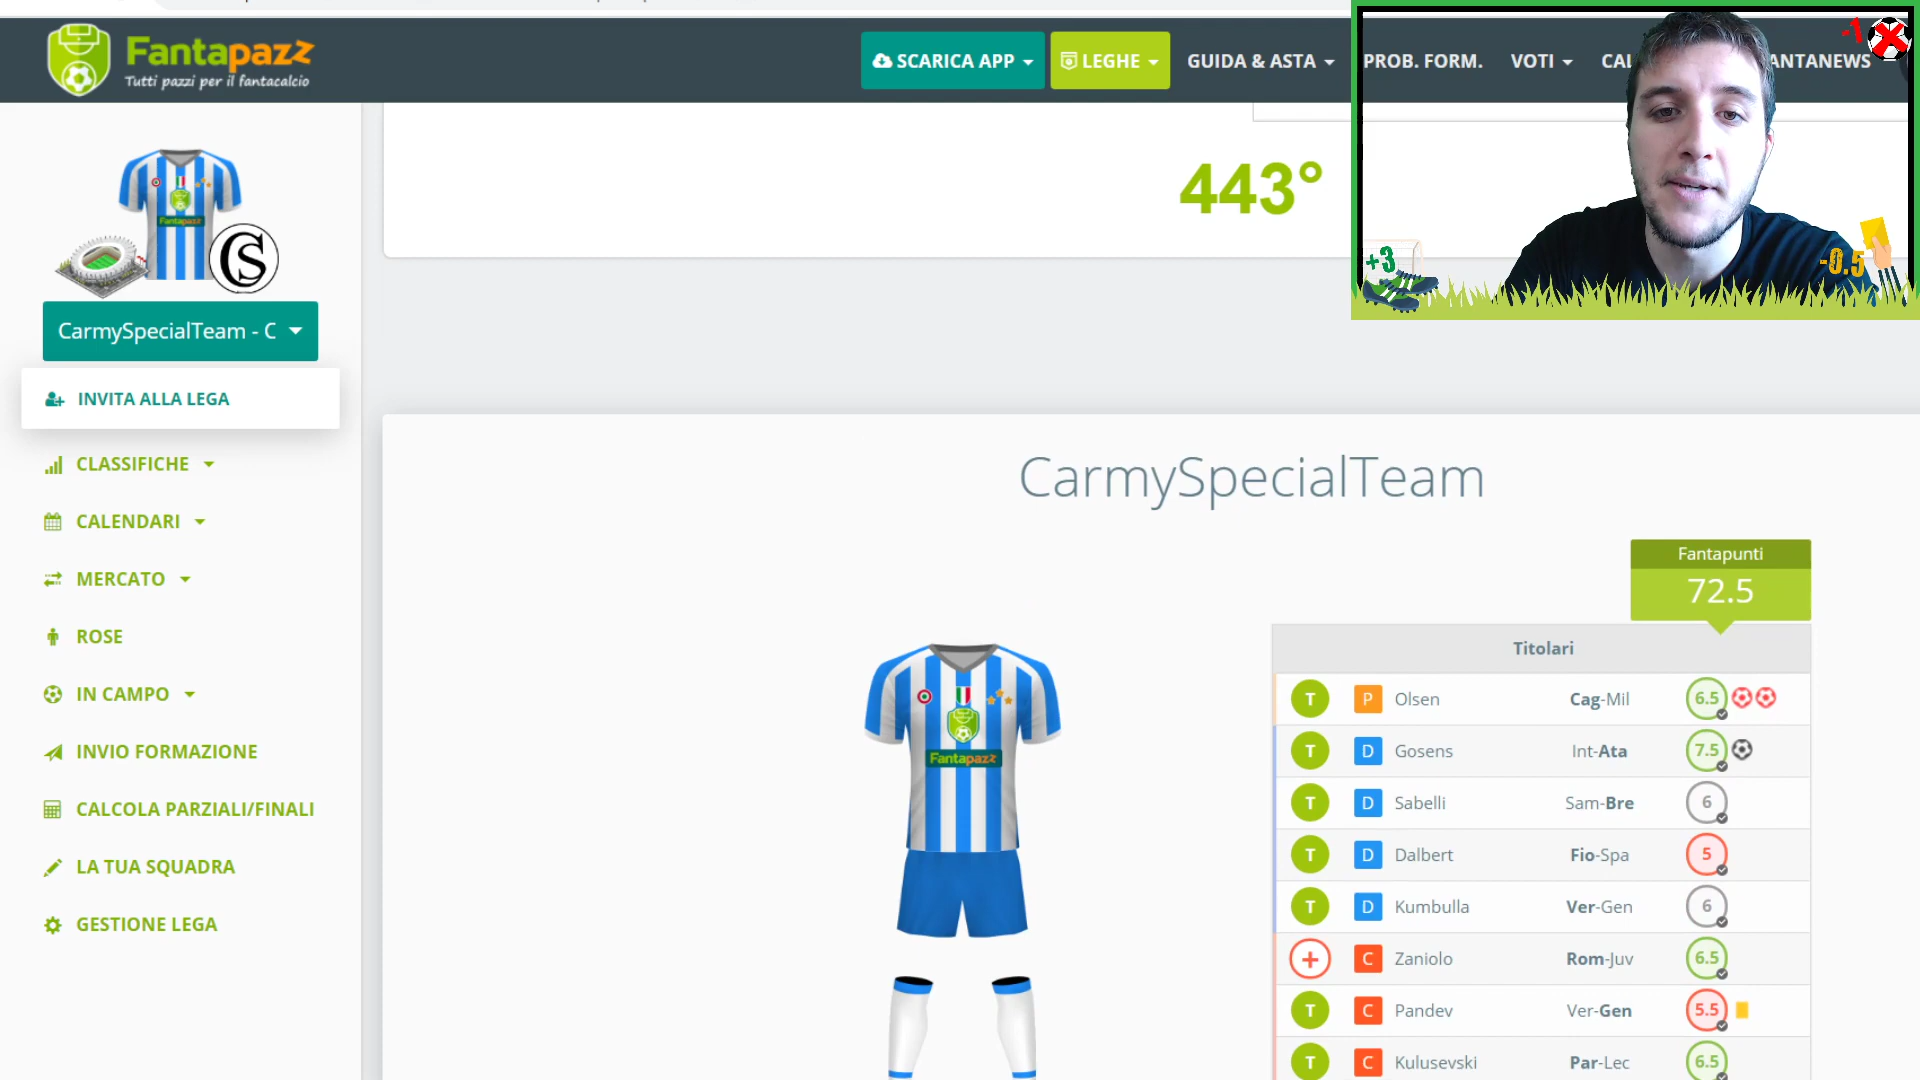 Fantapazz
Tutti pazzi per il fantacalcio
SCARICA APP
LEGHE
GUIDA & ASTA
PROB. FORM.
VOTI
-1
+3
-0.5
443°
Fantapazz
CS
CarmySpecialTeam - C
INVITA ALLA LEGA
CLASSIFICHE
CALENDARI
MERCATO
ROSE
IN CAMPO
INVIO FORMAZIONE
CALCOLA PARZIALI/FINALI
LA TUA SQUADRA
GESTIONE LEGA
CarmySpecialTeam
Fantapazz
Fantapunti
72.5
Titolari
T P Olsen Cag-Mil 6.5
T D Gosens Int-Ata 7.5
T D Sabelli Sam-Bre 6
T D Dalbert Fio-Spa 5
T D Kumbulla Ver-Gen 6
+ C Zaniolo Rom-Juv 6.5
T C Pandev Ver-Gen 5.5
T C Kulusevski Par-Lec 6.5